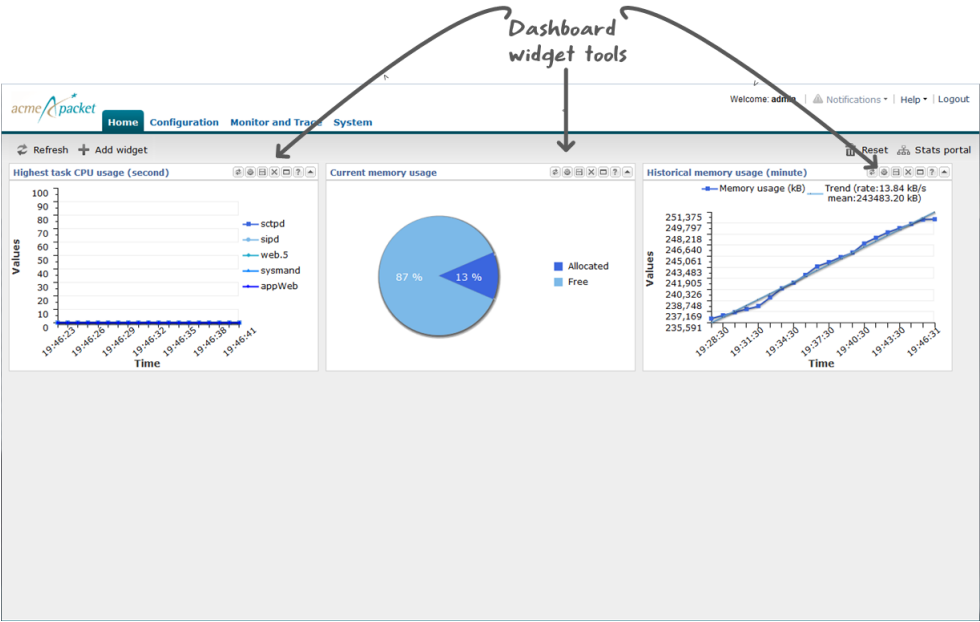 Dashboard
widget tools
acme packet
Welcome: admin | Notifications | Help | Logout
Home Configuration Monitor and Trace System
Refresh Add widget Reset Stats portal
Highest task CPU usage (second)
100
90
80
70
60
50
40
30
20
10
0
Values
19:46:23 19:46:26 19:46:29 19:46:32 19:46:35 19:46:38 19:46:41
Time
sctpd
sipd
web.5
sysmand
appWeb
Current memory usage
87 % 13 %
Allocated
Free
Historical memory usage (minute)
Memory usage (kB) Trend (rate:13.84 kB/s
mean:243483.20 kB)
251,375
249,797
248,218
246,640
245,061
243,483
241,905
240,326
238,748
237,169
235,591
Values
19:28:30 19:31:30 19:34:30 19:37:30 19:40:30 19:43:30 19:46:31
Time